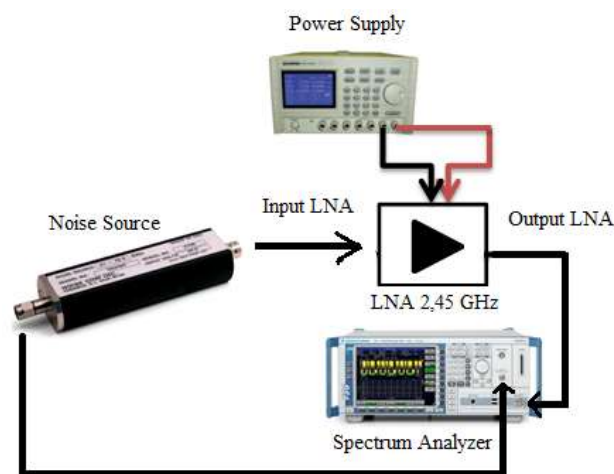 Power Supply
Noise Source
Input LNA
Output LNA
LNA 2,45 GHz
Spectrum Analyzer